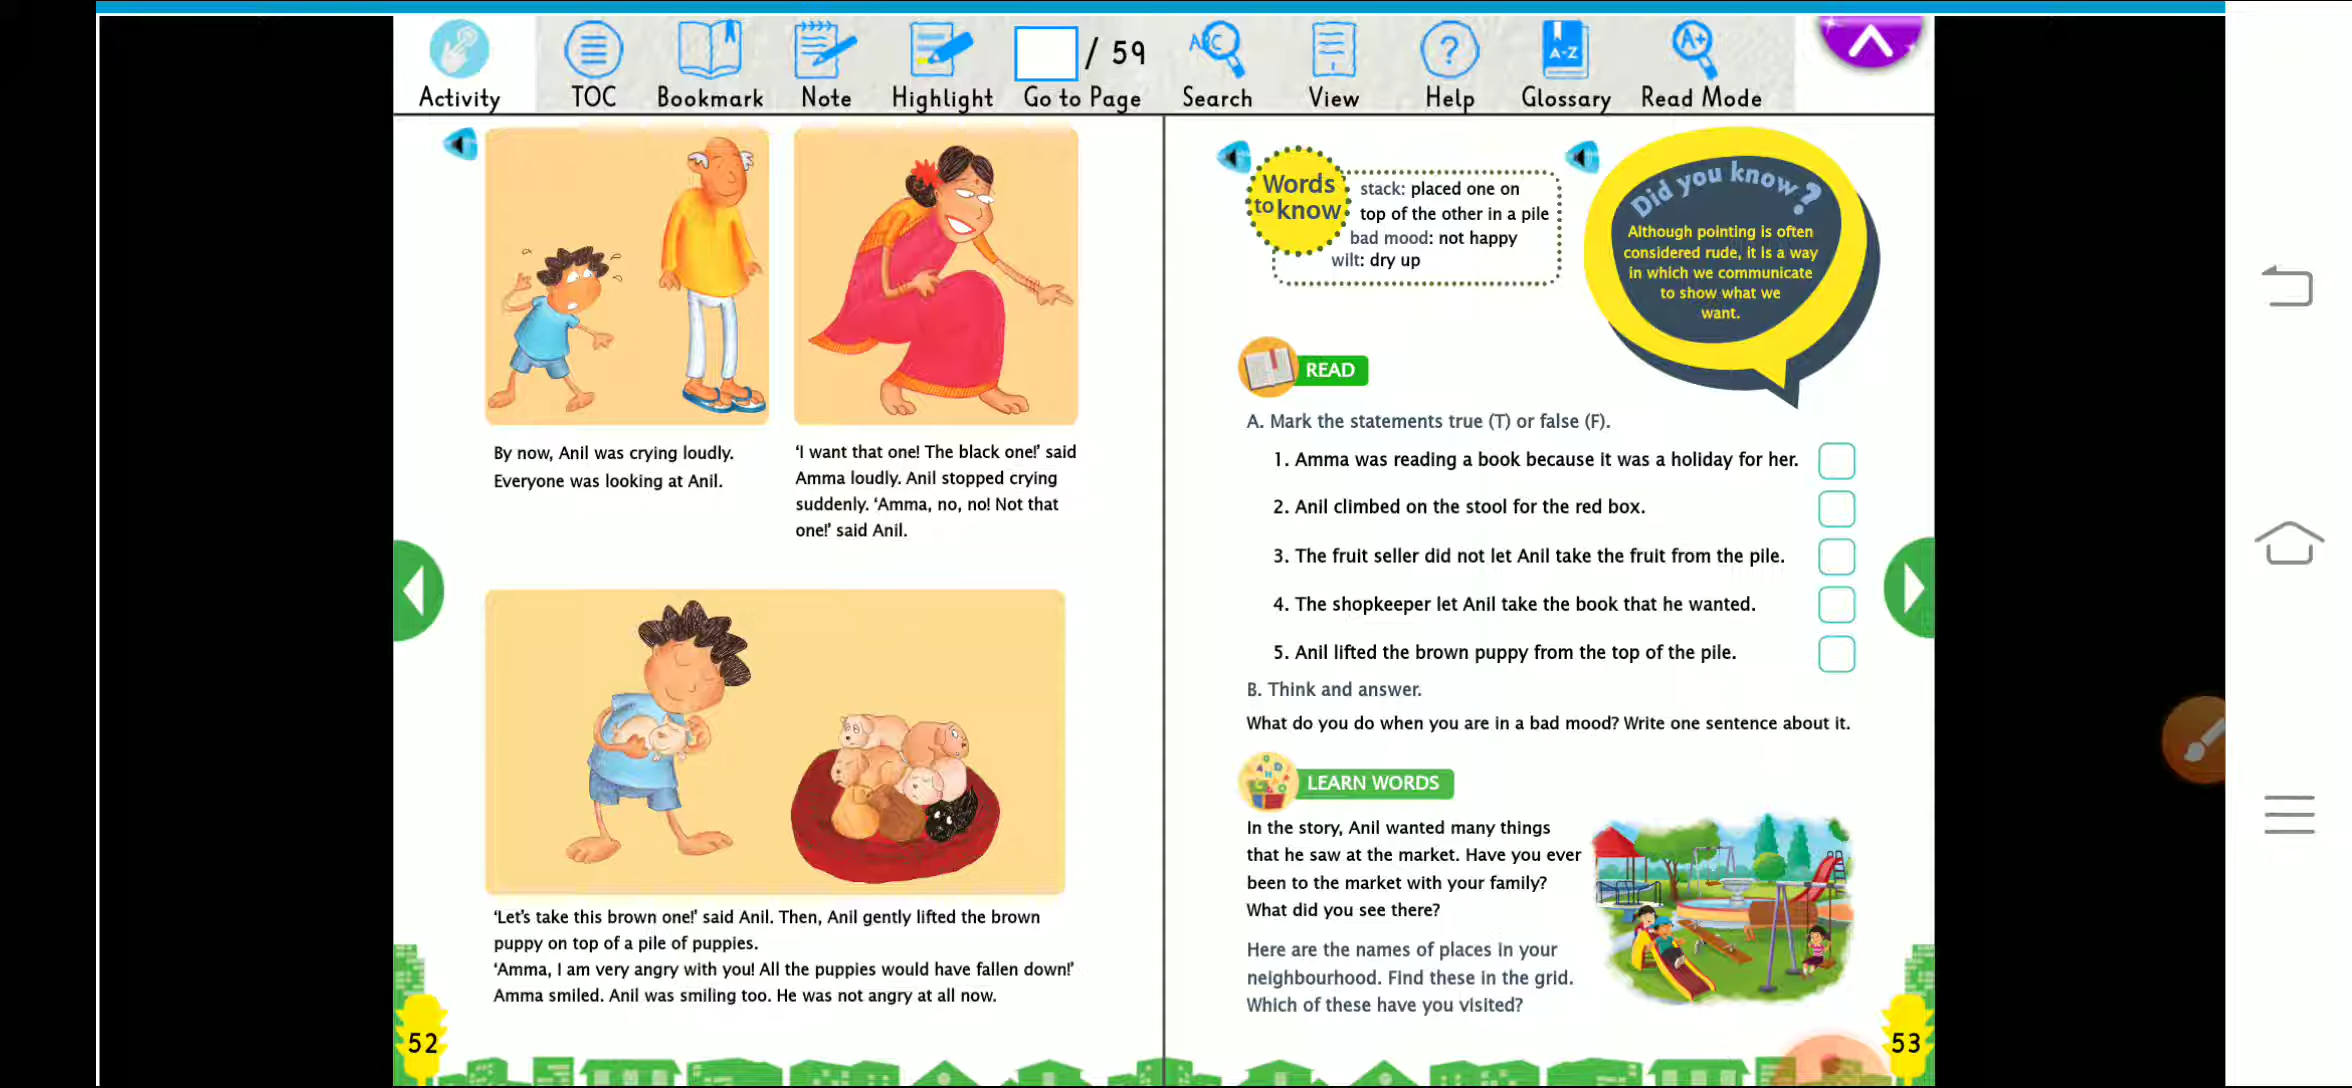 Activity
TOC
Bookmark
Note
Highlight
/ 59
Go to Page
ABC
Search
View
?
Help
A-Z
Glossary
A+
Read Mode
By now, Anil was crying loudly.
Everyone was looking at Anil.
‘I want that one! The black one!’ said
Amma loudly. Anil stopped crying
suddenly. ‘Amma, no, no! Not that
one!’ said Anil.
‘Let’s take this brown one!’ said Anil. Then, Anil gently lifted the brown
puppy on top of a pile of puppies.
‘Amma, I am very angry with you! All the puppies would have fallen down!’
Amma smiled. Anil was smiling too. He was not angry at all now.
52
Words
to know
stack: placed one on
top of the other in a pile
bad mood: not happy
wilt: dry up
Did you know?
Although pointing is often
considered rude, it is a way
in which we communicate
to show what we
want.
READ
A. Mark the statements true (T) or false (F).
1. Amma was reading a book because it was a holiday for her.
2. Anil climbed on the stool for the red box.
3. The fruit seller did not let Anil take the fruit from the pile.
4. The shopkeeper let Anil take the book that he wanted.
5. Anil lifted the brown puppy from the top of the pile.
B. Think and answer.
What do you do when you are in a bad mood? Write one sentence about it.
LEARN WORDS
In the story, Anil wanted many things
that he saw at the market. Have you ever
been to the market with your family?
What did you see there?
Here are the names of places in your
neighbourhood. Find these in the grid.
Which of these have you visited?
53